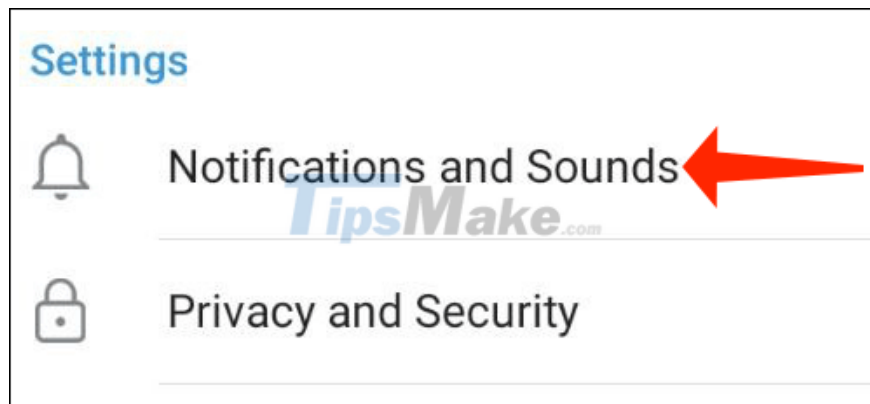 Settings
Notifications and Sounds
TipsMake.com
Privacy and Security